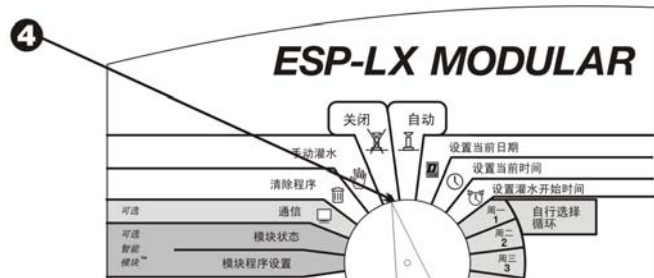 4
ESP-LX MODULAR
关闭
自动
手动灌水
设置当前日期
设置当前时间
清除程序
设置灌水开始时间
可选
通信
周一
1
自行选择
循环
可选
智能
模块™
模块状态
周二
2
模块程序设置
周三
3